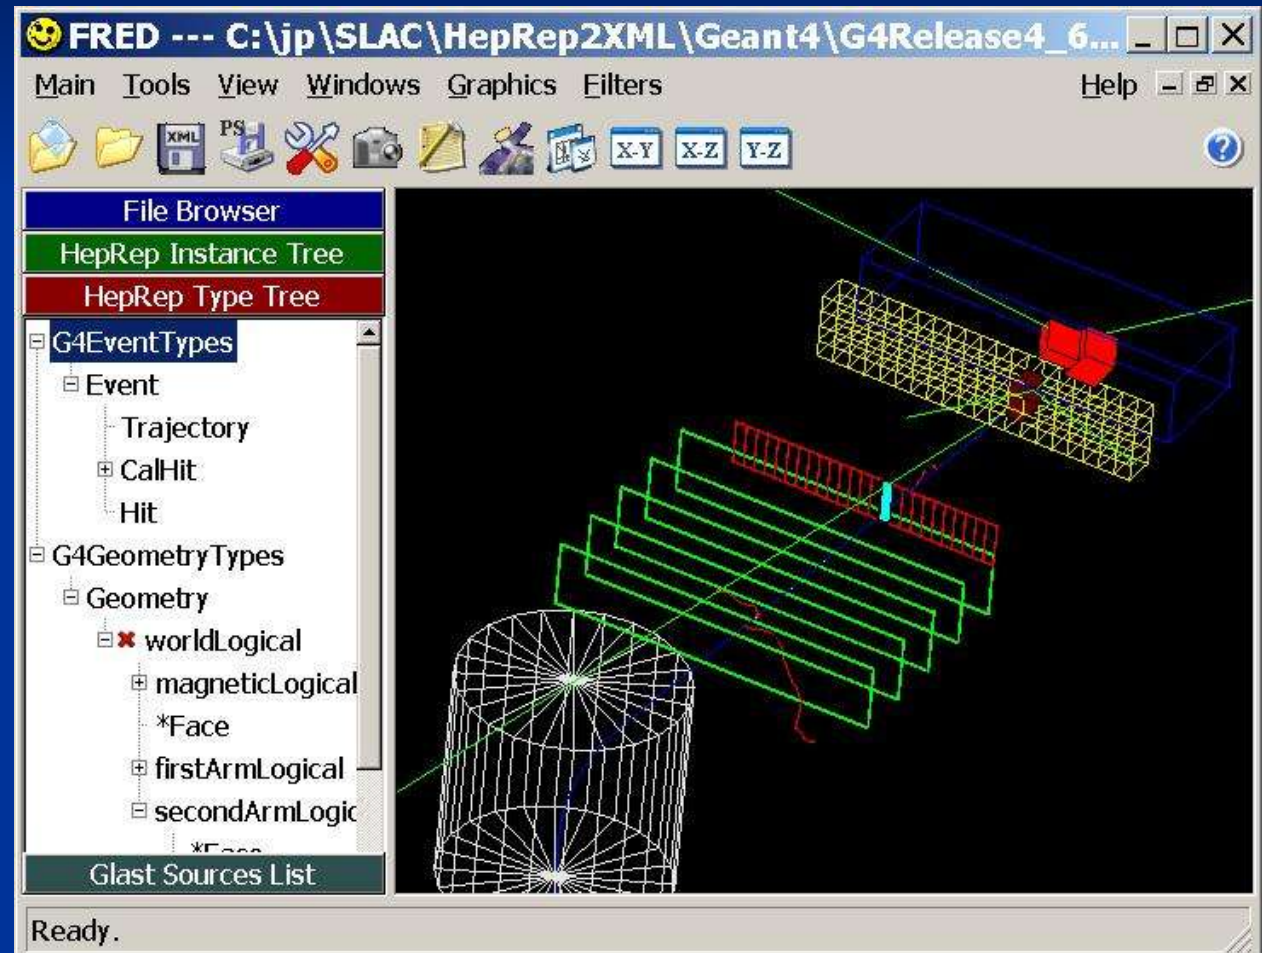 FRED --- C:\jp\SLAC\HepRep2XML\Geant4\G4Release4_6...
Main Tools View Windows Graphics Filters Help
XML PS X-Y X-Z Y-Z
File Browser
HepRep Instance Tree
HepRep Type Tree
G4EventTypes
Event
Trajectory
CalHit
Hit
G4GeometryTypes
Geometry
worldLogical
magneticLogical
*Face
firstArmLogical
secondArmLogic
*Face
Glast Sources List
Ready.